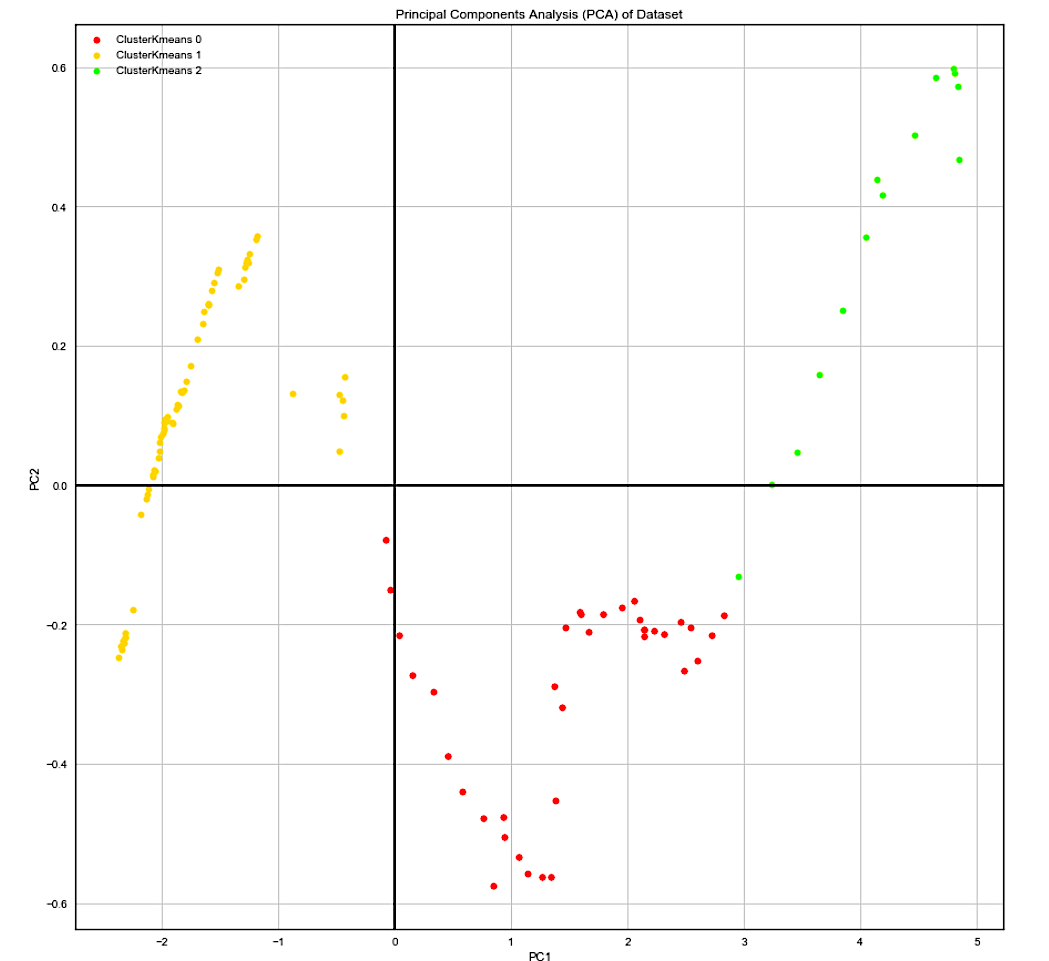 Principal Components Analysis (PCA) of Dataset
ClusterKmeans 0
ClusterKmeans 1
ClusterKmeans 2
0.6
0.4
0.2
0.0
−0.2
−0.4
−0.6
PC2
−2 −1 0 1 2 3 4 5
PC1